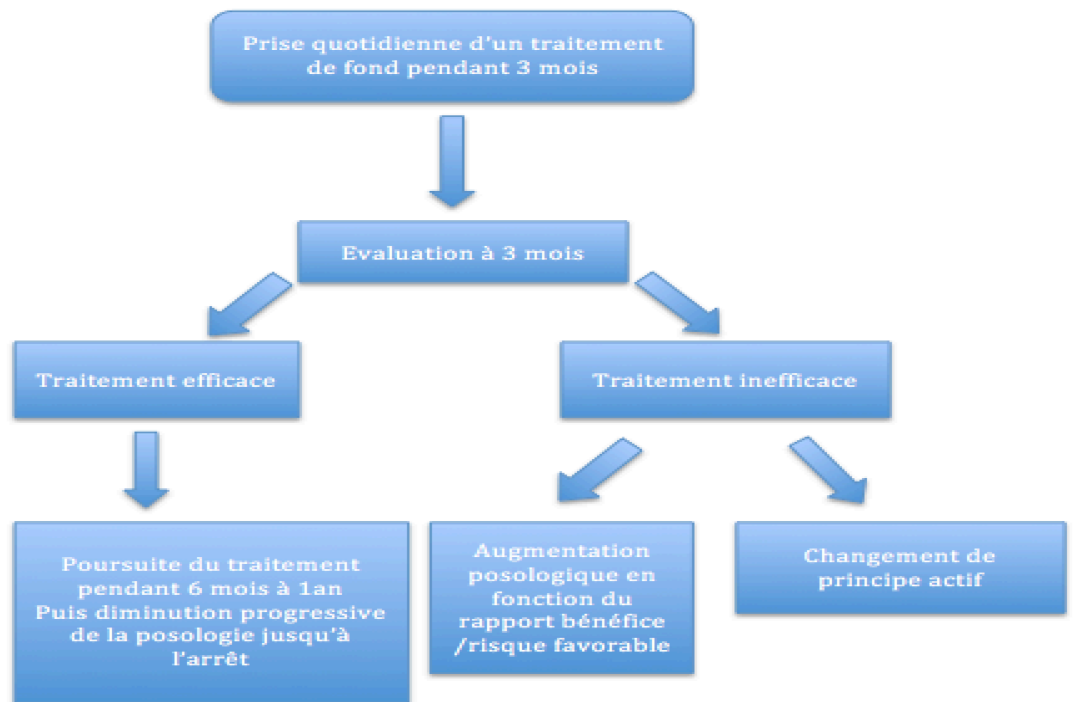 Prise quotidienne d'un traitement
de fond pendant 3 mois
Evaluation à 3 mois
Traitement efficace
Traitement inefficace
Poursuite du traitement
pendant 6 mois à 1an
Puis diminution progressive
de la posologie jusqu'à
l'arrêt
Augmentation
posologique en
fonction du
rapport bénéfice
/risque favorable
Changement de
principe actif